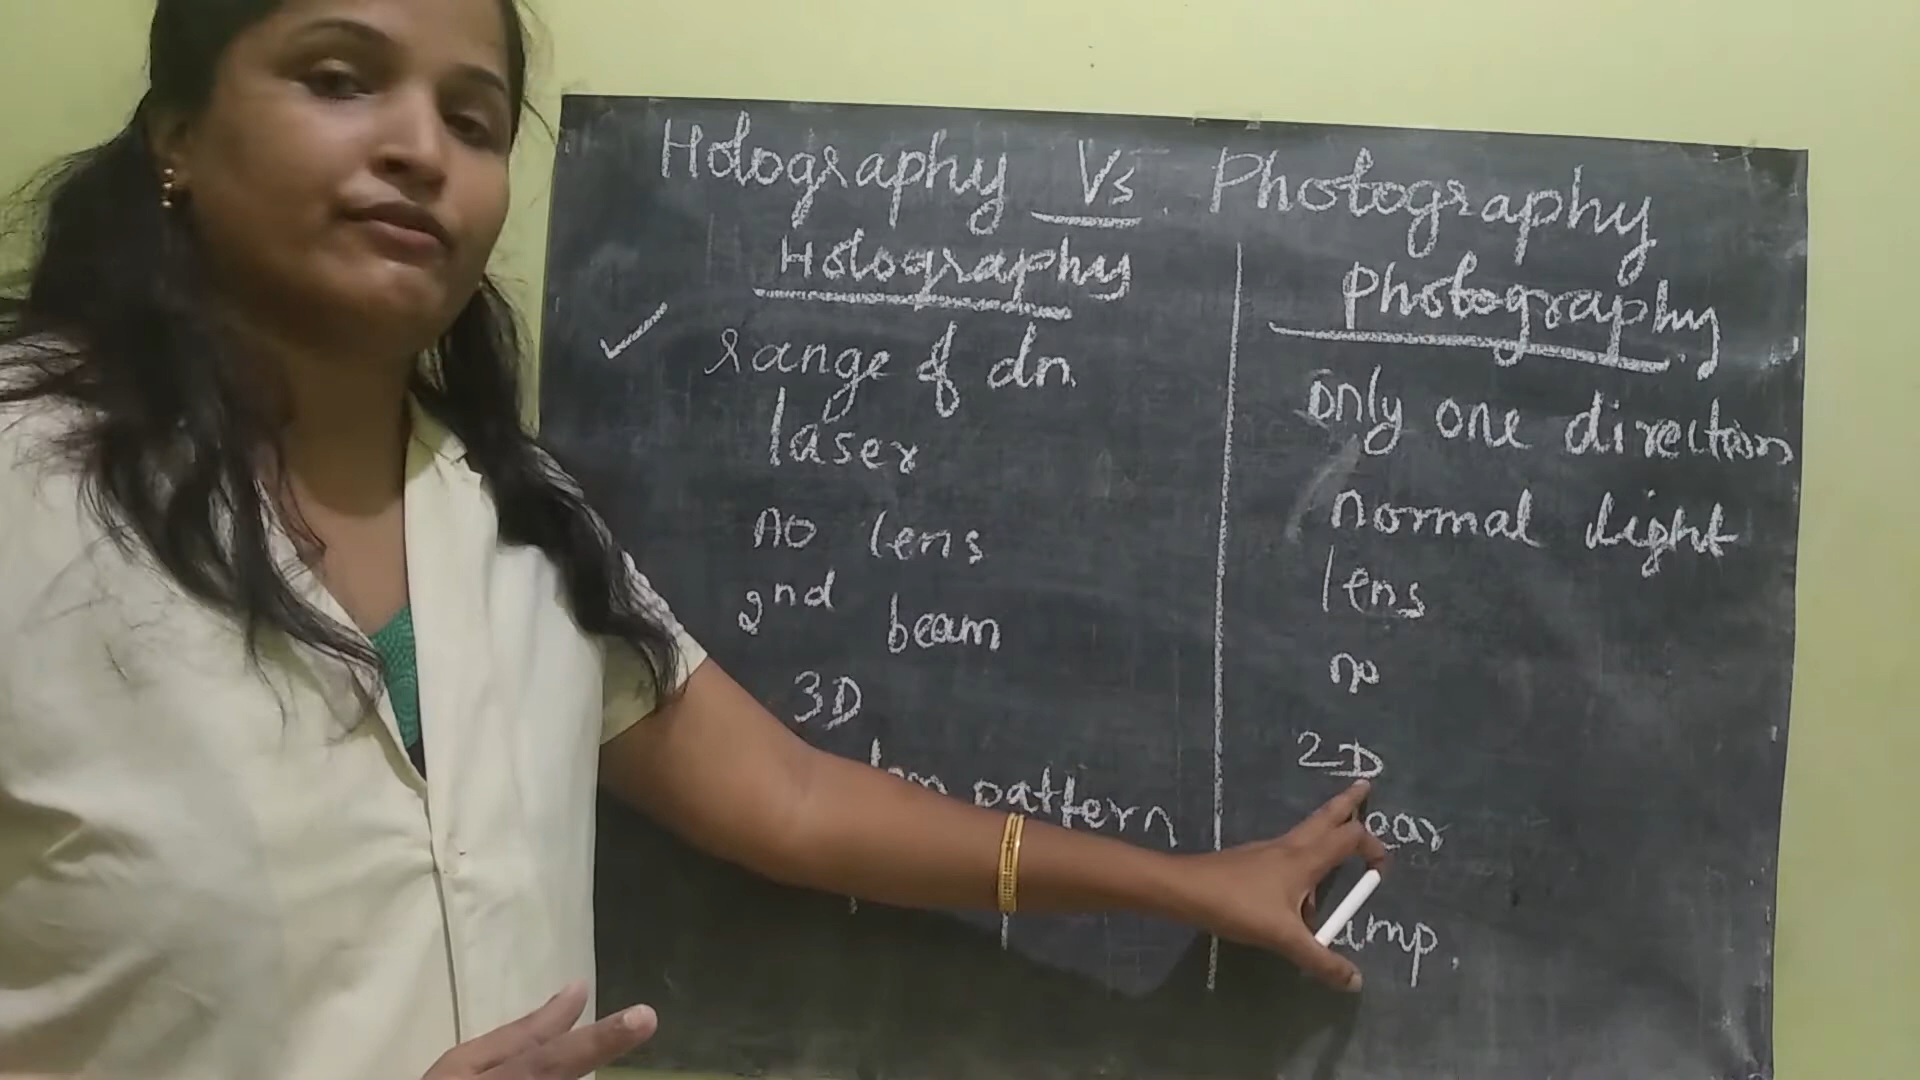 Holography Vs Photography
Holography
range of dn
laser
no lens
2nd beam
3D
pattern
Photography
only one direction
normal light
lens
no
2D